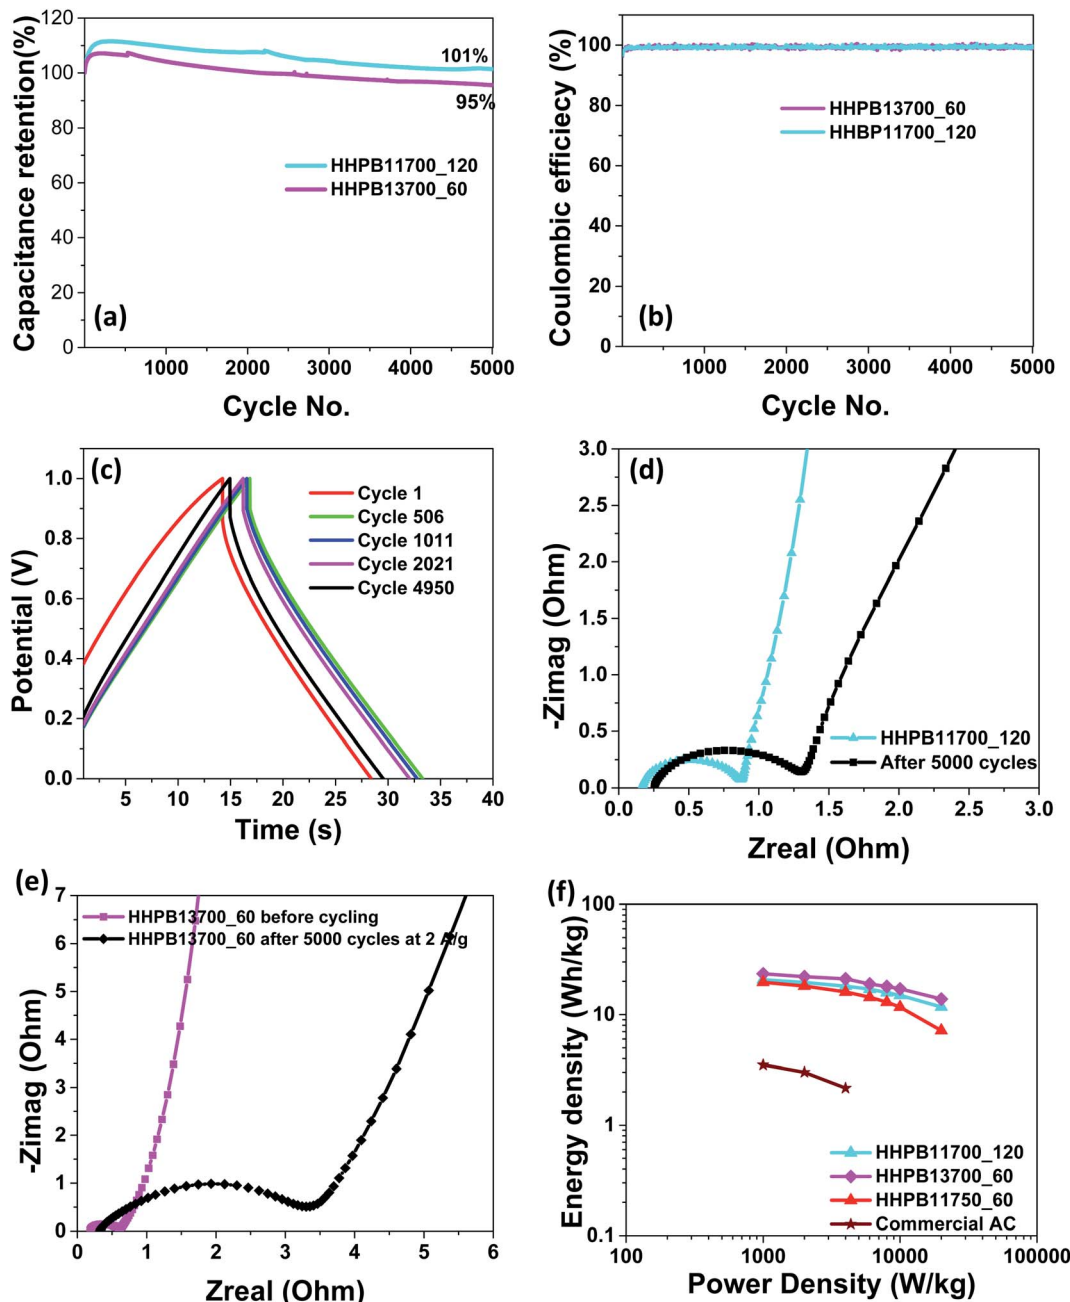 120
100
80
60
40
20
0
Capacitance retention(%)
101%
95%
HHPB11700_120
HHPB13700_60
(a)
1000 2000 3000 4000 5000
Cycle No.
100
80
60
40
20
0
Coulombic efficiecy (%)
HHPB13700_60
HHBP11700_120
(b)
1000 2000 3000 4000 5000
Cycle No.
(c)
1.0
0.8
0.6
0.4
0.2
0.0
Potential (V)
Cycle 1
Cycle 506
Cycle 1011
Cycle 2021
Cycle 4950
5 10 15 20 25 30 35 40
Time (s)
(d)
3.0
2.5
2.0
1.5
1.0
0.5
0.0
-Zimag (Ohm)
HHPB11700_120
After 5000 cycles
0.0 0.5 1.0 1.5 2.0 2.5 3.0
Zreal (Ohm)
(e)
7
6
5
4
3
2
1
0
-Zimag (Ohm)
HHPB13700_60 before cycling
HHPB13700_60 after 5000 cycles at 2 A/g
0 1 2 3 4 5 6
Zreal (Ohm)
(f)
100
10
1
0.1
Energy density (Wh/kg)
HHPB11700_120
HHPB13700_60
HHPB11750_60
Commercial AC
100 1000 10000 100000
Power Density (W/kg)